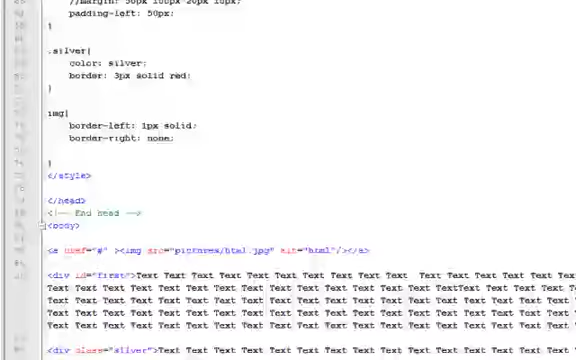 //margin: 50px 100px 20px 10px;
padding-left: 50px;
}
.silver{
color: silver;
border: 3px solid red;
}
img{
border-left: 1px solid;
border-right: none;
}
</style>
</head>
<!-- End head -->
<body>
<a href="#" ><img src="pictures/html.jpg" alt="html"/></a>
<div id="first">Text Text Text Text Text Text Text Text Text Text  Text Text Text Text Text Tex
Text Text Text Text Text Text Text Text Text Text Text Text Text Text TextText Text Text Text T
Text Text Text Text Text Text Text Text Text Text Text Text Text Text Text Text Text Text Text T
Text Text Text Text Text Text Text Text Text Text Text Text Text Text Text Text Text Text Text T
Text Text Text Text Text Text Text Text Text Text Text Text Text Text Text Text Text Text Text T
<div class="silver">Text Text Text Text Text Text Text Text Text Text Text Text Text Text Text